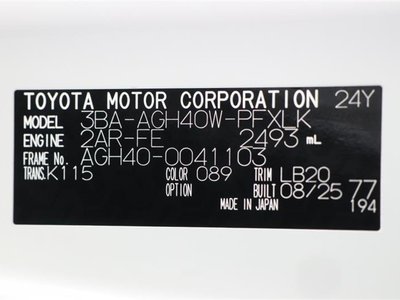 TOYOTA MOTOR CORPORATION 24Y
MODEL 3BA-AGH40W-PFXLK
ENGINE 2AR-FE 2493 mL
FRAME No. AGH40-0041103
TRANS. K115 COLOR 089 TRIM LB20
OPTION BUILT 08/25 77
MADE IN JAPAN 194